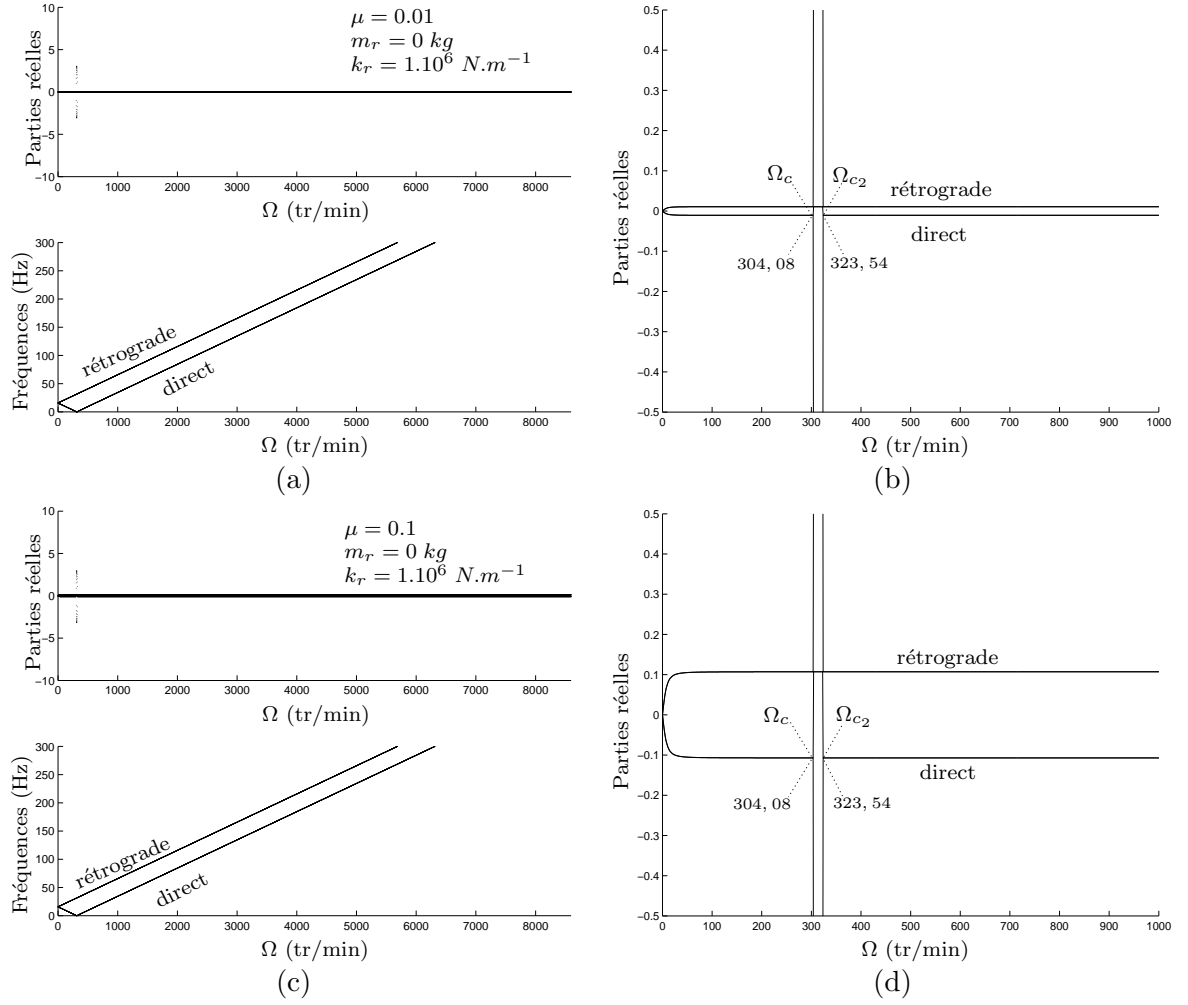 10
5
0
−5
−10
Parties réelles
μ = 0.01
m_r = 0 kg
k_r = 1.10^6 N.m^−1
0 1000 2000 3000 4000 5000 6000 7000 8000
Ω (tr/min)
300
250
200
150
100
50
0
Fréquences (Hz)
rétrograde
direct
0 1000 2000 3000 4000 5000 6000 7000 8000
Ω (tr/min)
(a)
0.5
0.4
0.3
0.2
0.1
0
−0.1
−0.2
−0.3
−0.4
−0.5
Parties réelles
Ω_c Ω_c2
rétrograde
direct
304, 08 323, 54
0 100 200 300 400 500 600 700 800 900 1000
Ω (tr/min)
(b)
10
5
0
−5
−10
Parties réelles
μ = 0.1
m_r = 0 kg
k_r = 1.10^6 N.m^−1
0 1000 2000 3000 4000 5000 6000 7000 8000
Ω (tr/min)
300
250
200
150
100
50
0
Fréquences (Hz)
rétrograde
direct
0 1000 2000 3000 4000 5000 6000 7000 8000
Ω (tr/min)
(c)
0.5
0.4
0.3
0.2
0.1
0
−0.1
−0.2
−0.3
−0.4
−0.5
Parties réelles
rétrograde
Ω_c Ω_c2
direct
304, 08 323, 54
0 100 200 300 400 500 600 700 800 900 1000
Ω (tr/min)
(d)